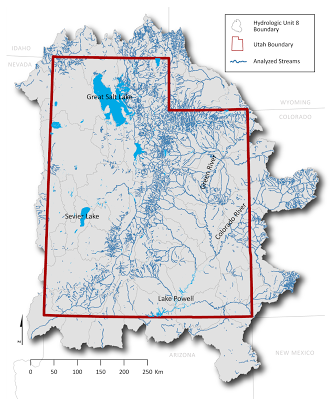 Hydrologic Unit 8
Boundary
Utah Boundary
Analyzed Streams
IDAHO
NEVADA
WYOMING
COLORADO
Great Salt Lake
Green River
Sevier Lake
Colorado River
Lake Powell
ARIZONA
NEW MEXICO
0 50 100 150 200 250 Km